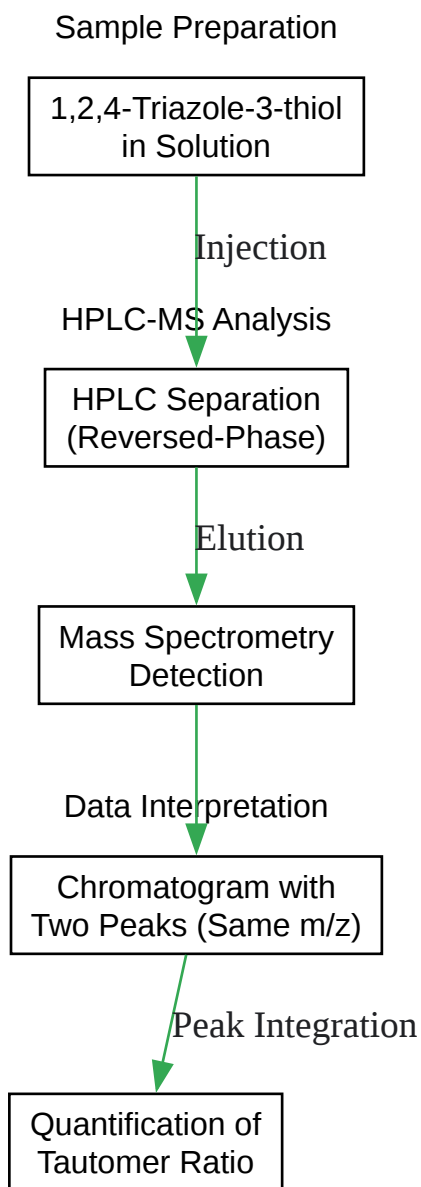 Sample Preparation
1,2,4-Triazole-3-thiol
in Solution
Injection
HPLC-MS Analysis
HPLC Separation
(Reversed-Phase)
Elution
Mass Spectrometry
Detection
Data Interpretation
Chromatogram with
Two Peaks (Same m/z)
Peak Integration
Quantification of
Tautomer Ratio